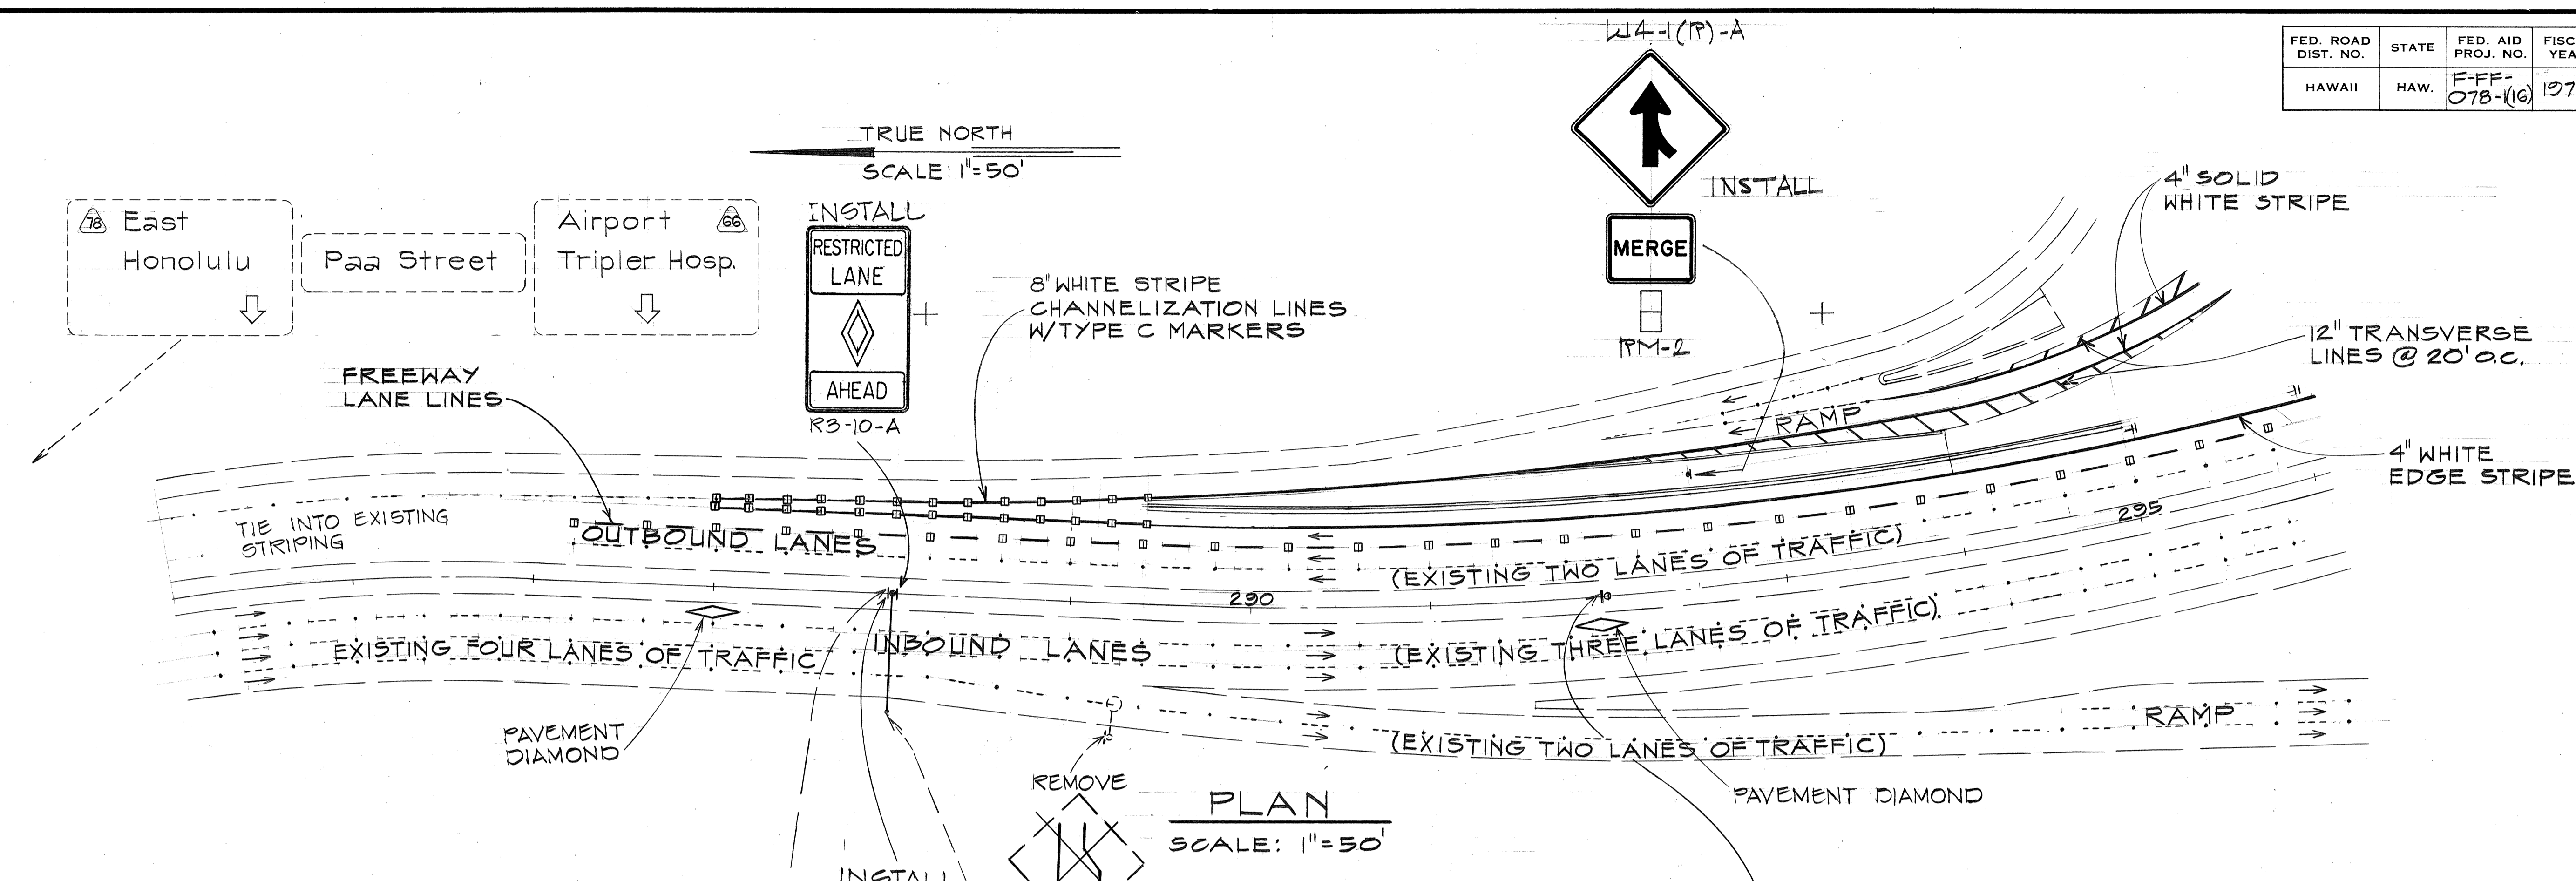 W4-1(R)-A
FED. ROAD
DIST. NO.
STATE
FED. AID
PROJ. NO.
HAWAII
HAW.
F-FF-
078-1(16)
TRUE NORTH
SCALE: 1"=50'
INSTALL
4" SOLID
WHITE STRIPE
78 East
Honolulu
Paa Street
Airport 66
Tripler Hosp.
INSTALL
RESTRICTED
LANE
AHEAD
R3-10-A
8" WHITE STRIPE
CHANNELIZATION LINES
W/TYPE C MARKERS
MERGE
RM-2
12" TRANSVERSE
LINES @ 20' O.C.
FREEWAY
LANE LINES
RAMP
4" WHITE
EDGE STRIPE
TIE INTO EXISTING
STRIPING
OUTBOUND LANES
(EXISTING TWO LANES OF TRAFFIC)
295
290
EXISTING FOUR LANES OF TRAFFIC
INBOUND LANES
(EXISTING THREE LANES OF TRAFFIC)
RAMP
(EXISTING TWO LANES OF TRAFFIC)
PAVEMENT
DIAMOND
REMOVE
PAVEMENT DIAMOND
PLAN
SCALE: 1"=50'
INSTALL